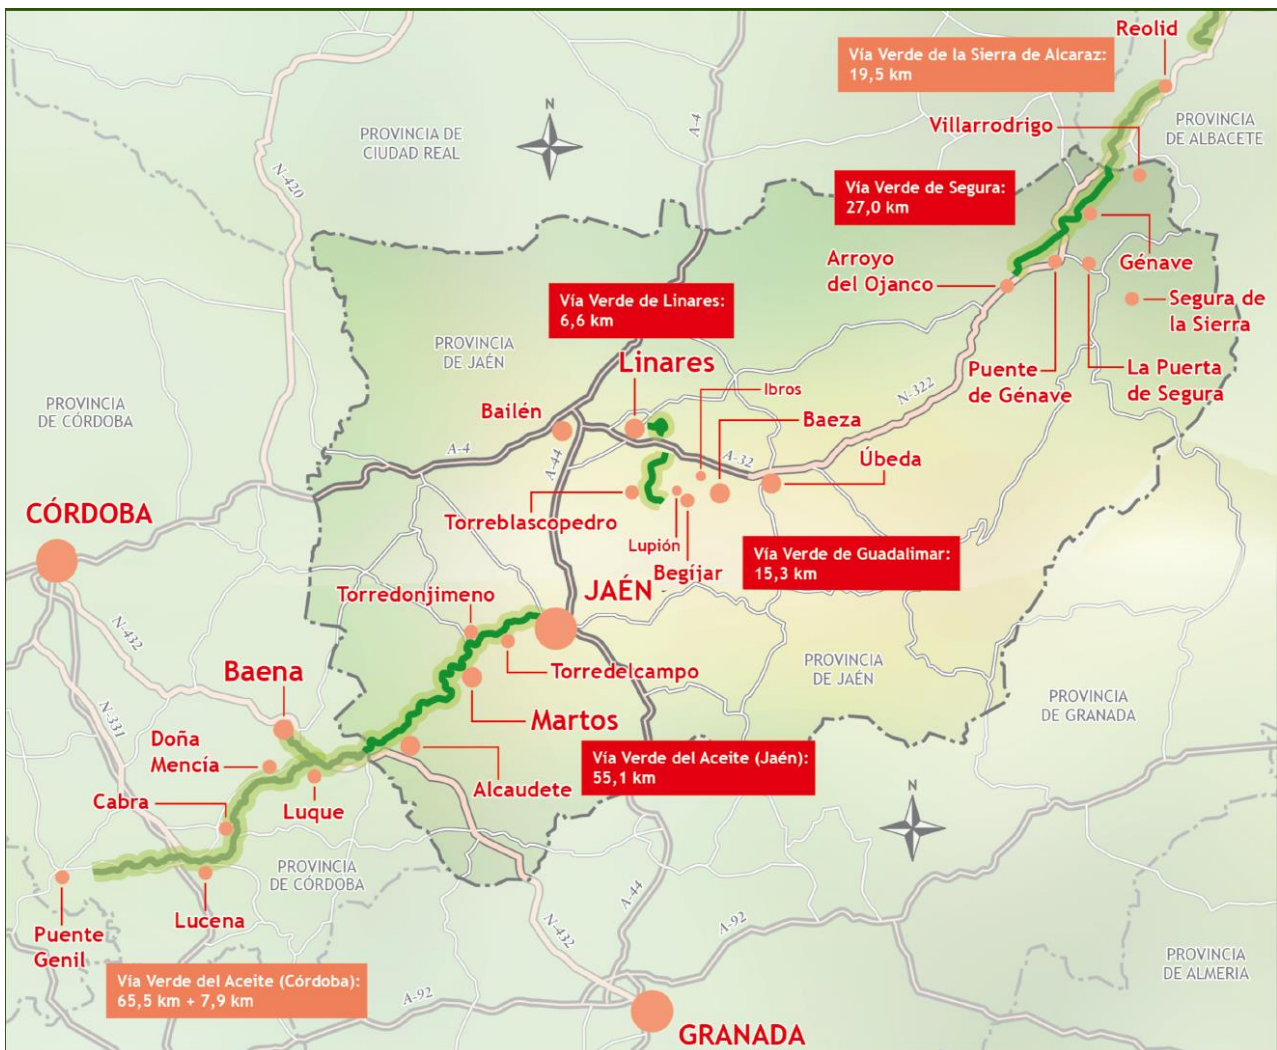 Reolid
Vía Verde de la Sierra de Alcaraz:
19,5 km
PROVINCIA
DE ALBACETE
N
A-4
Villarrodrigo
PROVINCIA DE
CIUDAD REAL
N-420
Vía Verde de Segura:
27,0 km
Génave
Arroyo
del Ojanco
Segura de
la Sierra
Vía Verde de Linares:
6,6 km
PROVINCIA
DE JAÉN
Linares
Puente
de Génave
La Puerta
de Segura
Ibros
N-322
PROVINCIA
DE CÓRDOBA
Bailén
Baeza
A-4
A-44
A-32
Úbeda
CÓRDOBA
Torreblascopedro
Lupión
Begíjar
Vía Verde de Guadalimar:
15,3 km
JAÉN
Torredonjimeno
N-432
Baena
Torredelcampo
PROVINCIA
DE JAÉN
PROVINCIA
DE GRANADA
N-331
Martos
Doña
Mencía
Vía Verde del Aceite (Jaén):
55,1 km
Alcaudete
N
Cabra
Luque
PROVINCIA
DE CÓRDOBA
Lucena
Puente
Genil
A-44
N-432
A-92
PROVINCIA
DE ALMERIA
Vía Verde del Aceite (Córdoba):
65,5 km + 7,9 km
A-92
GRANADA